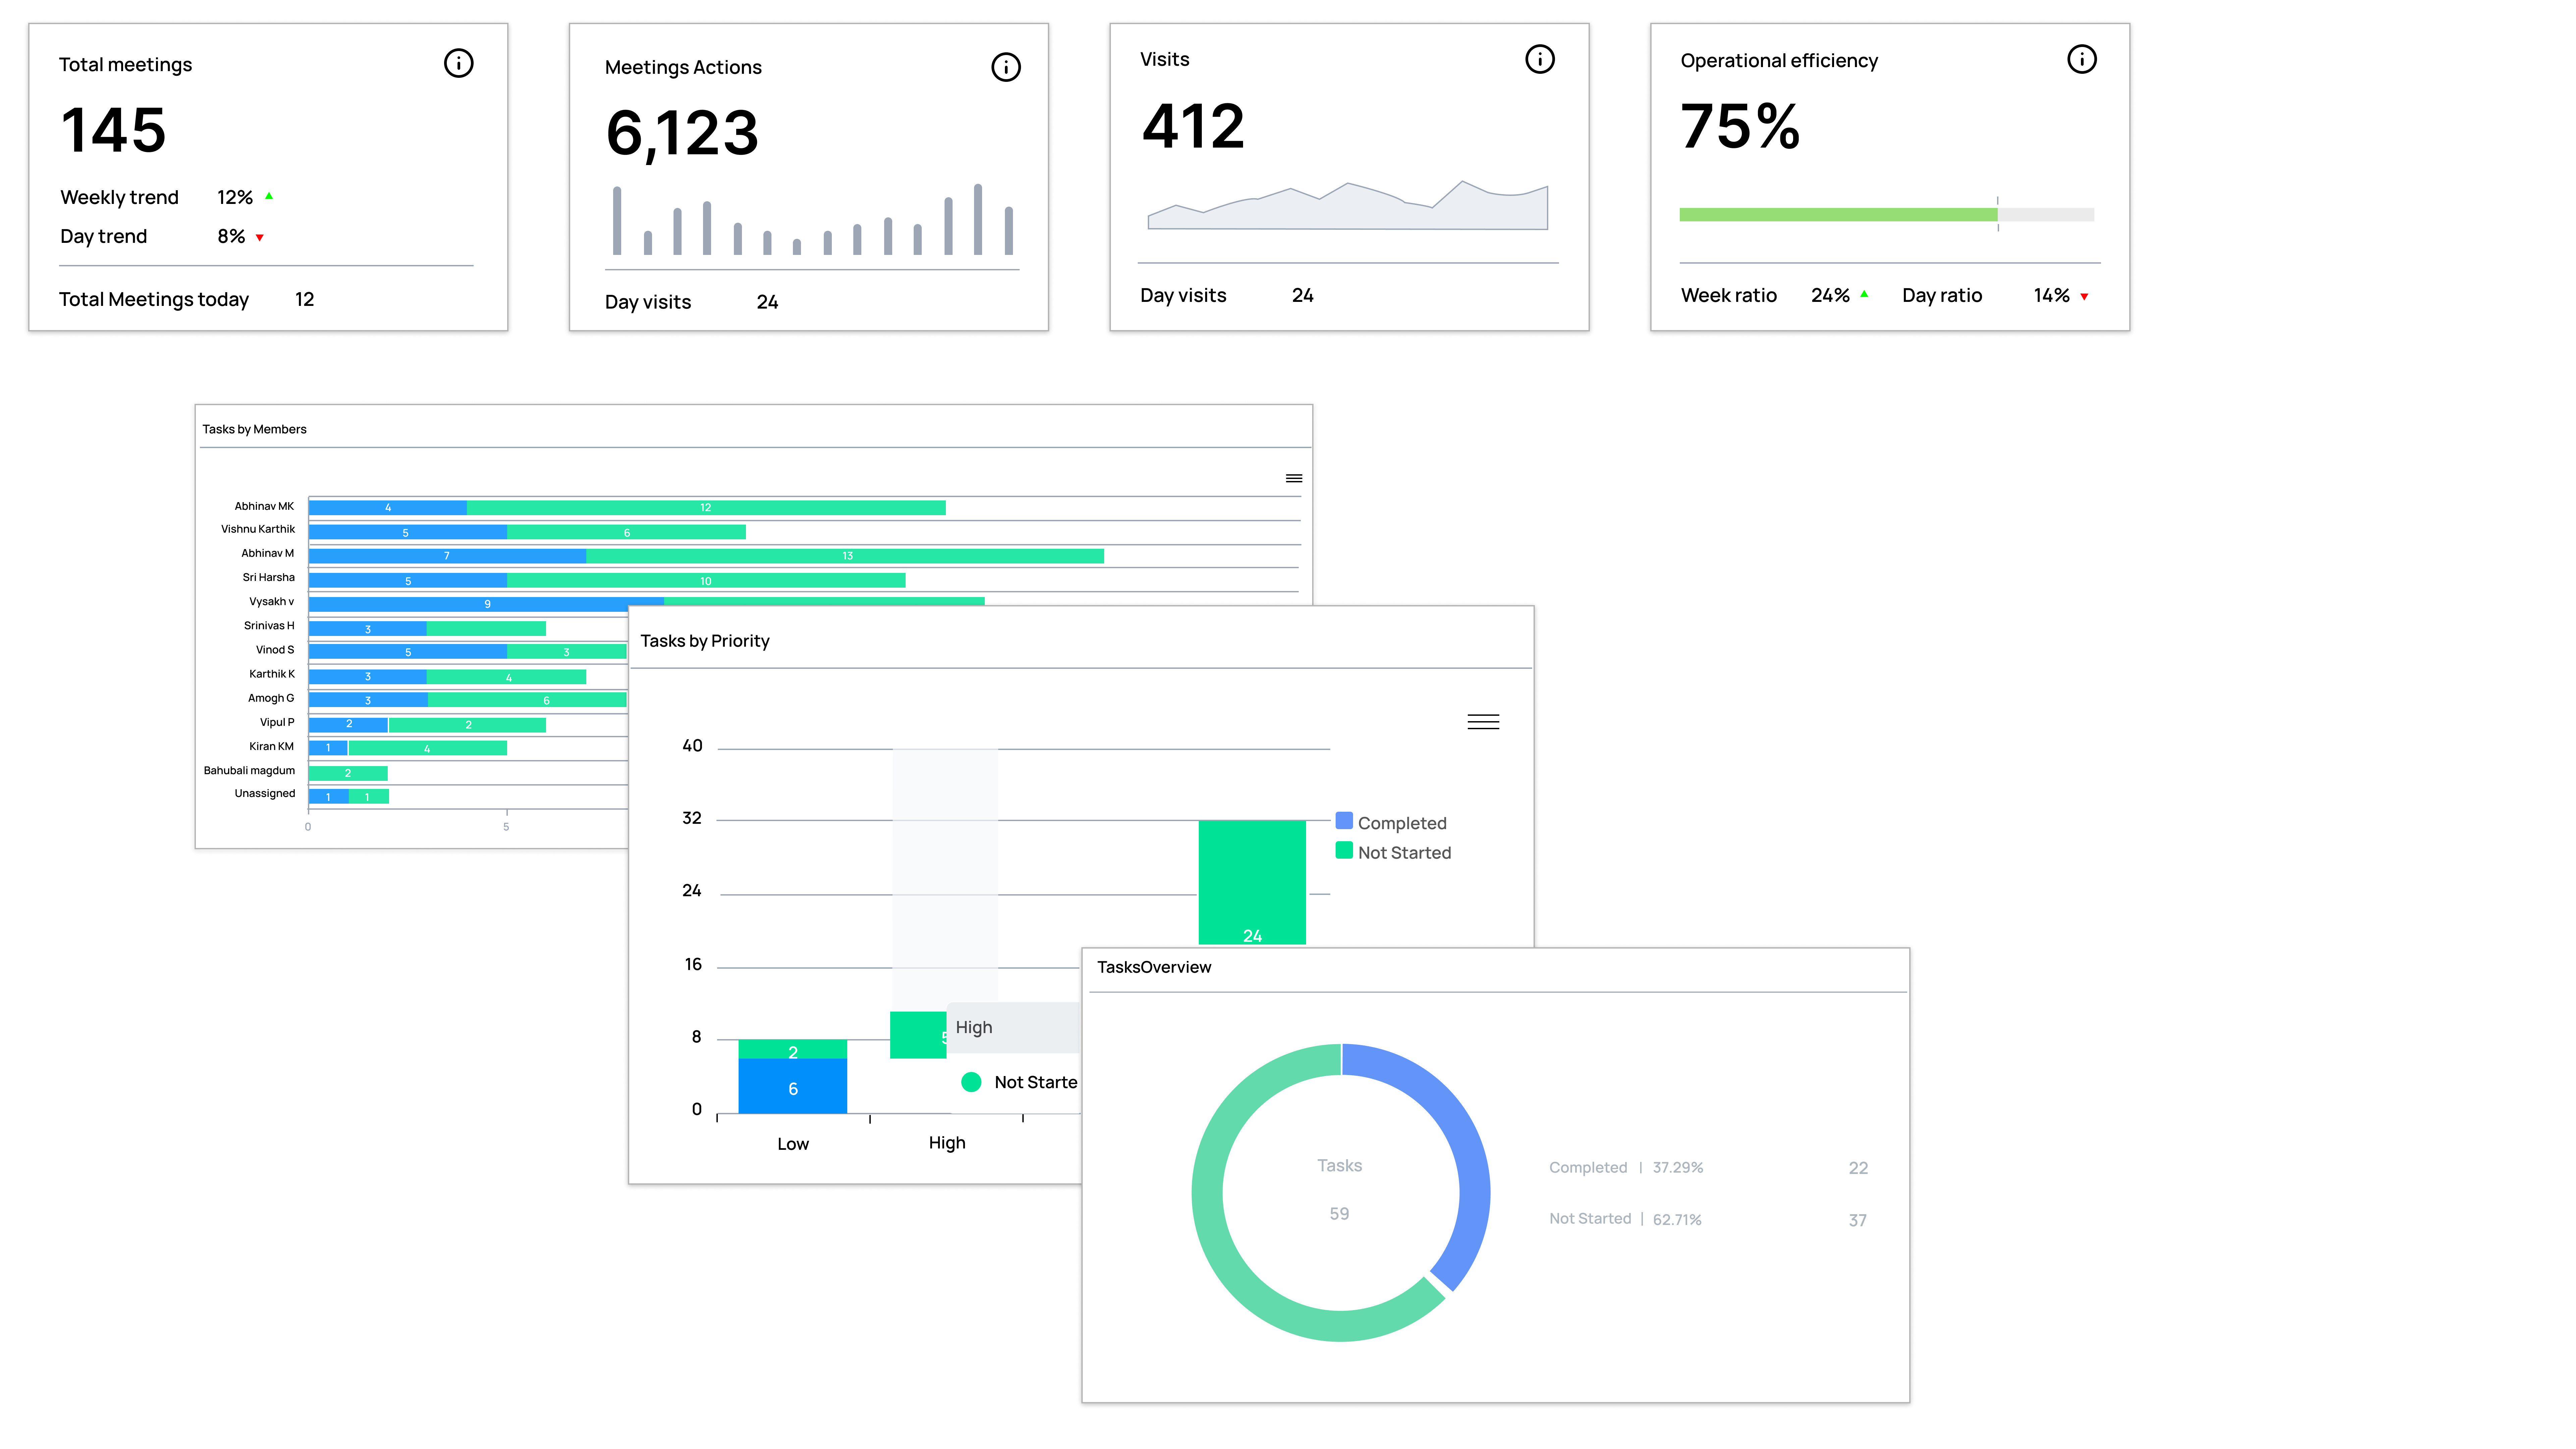 Total meetings
145
Weekly trend 12%
Day trend 8%
Total Meetings today 12
Meetings Actions
6,123
Day visits 24
Visits
412
Day visits 24
Operational efficiency
75%
Week ratio 24% Day ratio 14%
Tasks by Members
Abhinav MK 4 12
Vishnu Karthik 5 6
Abhinav M 7 13
Sri Harsha 5 10
Vysakh v 9
Srinivas H 3
Vinod S 5 3
Karthik K 3 4
Amogh G 3 6
Vipul P 2 2
Kiran KM 1 4
Bahubali magdum 2
Unassigned 1 1
0 5
Tasks by Priority
40
32
24
16
8
0
Completed
Not Started
24
2
6
5
High
Not Starte
Low High
TasksOverview
Tasks
59
Completed | 37.29% 22
Not Started | 62.71% 37